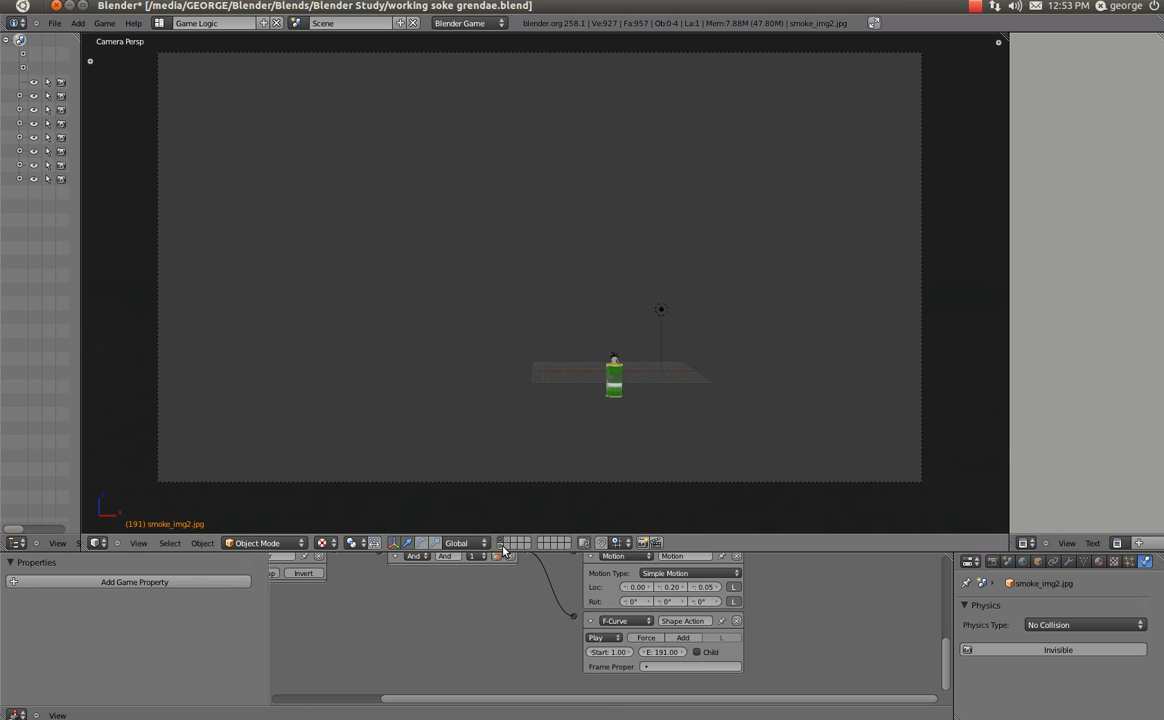 Blender* [/media/GEORGE/Blender/Blends/Blender Study/working soke grendae.blend]
12:53 PM george
File Add Game Help Game Logic Scene Blender Game blender.org 258.1 | Ve:927 | Fa:957 | Ob:0-4 | La:1 | Mem:7.88M (47.80M) | smoke_img2.jpg
Camera Persp
(191) smoke_img2.jpg
View View Select Object Object Mode Global View Text
And And 1 Motion Motion
Properties
Add Game Property
Invert
Motion Type: Simple Motion
Loc: 0.00 0.20 0.05 L
Rot: 0° 0° 0° L
F-Curve Shape Action
Play Force Add L
Start: 1.00 E: 191.00 Child
Frame Proper
smoke_img2.jpg
Physics
Physics Type: No Collision
Invisible
View